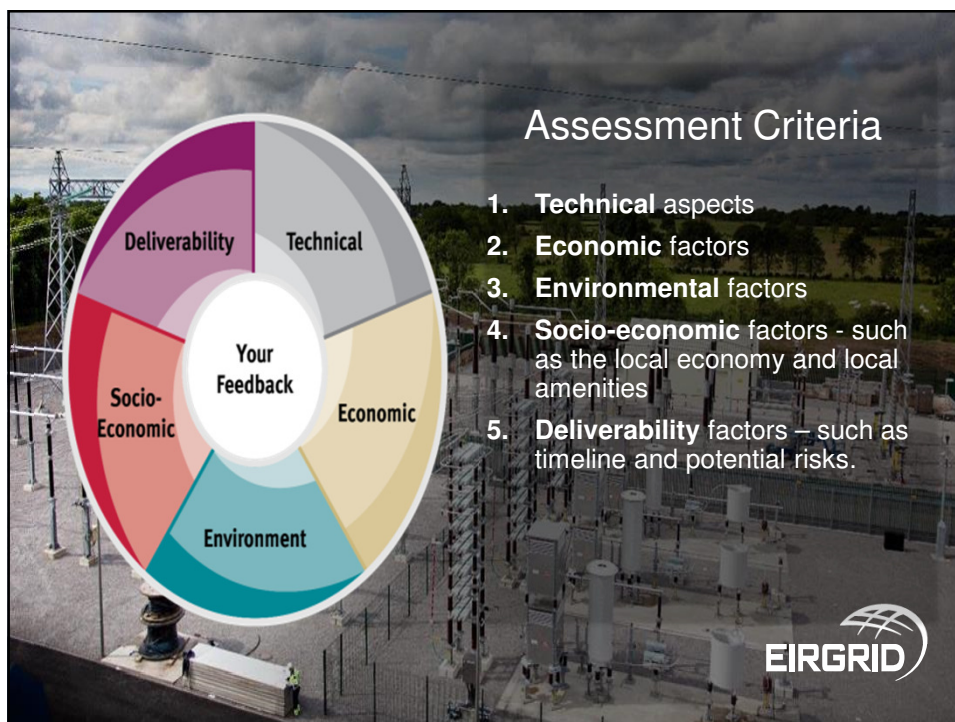 Assessment Criteria
Deliverability
Technical
Your
Feedback
Socio-
Economic
Economic
Environment
1. Technical aspects
2. Economic factors
3. Environmental factors
4. Socio-economic factors - such
as the local economy and local
amenities
5. Deliverability factors – such as
timeline and potential risks.
EIRGRID